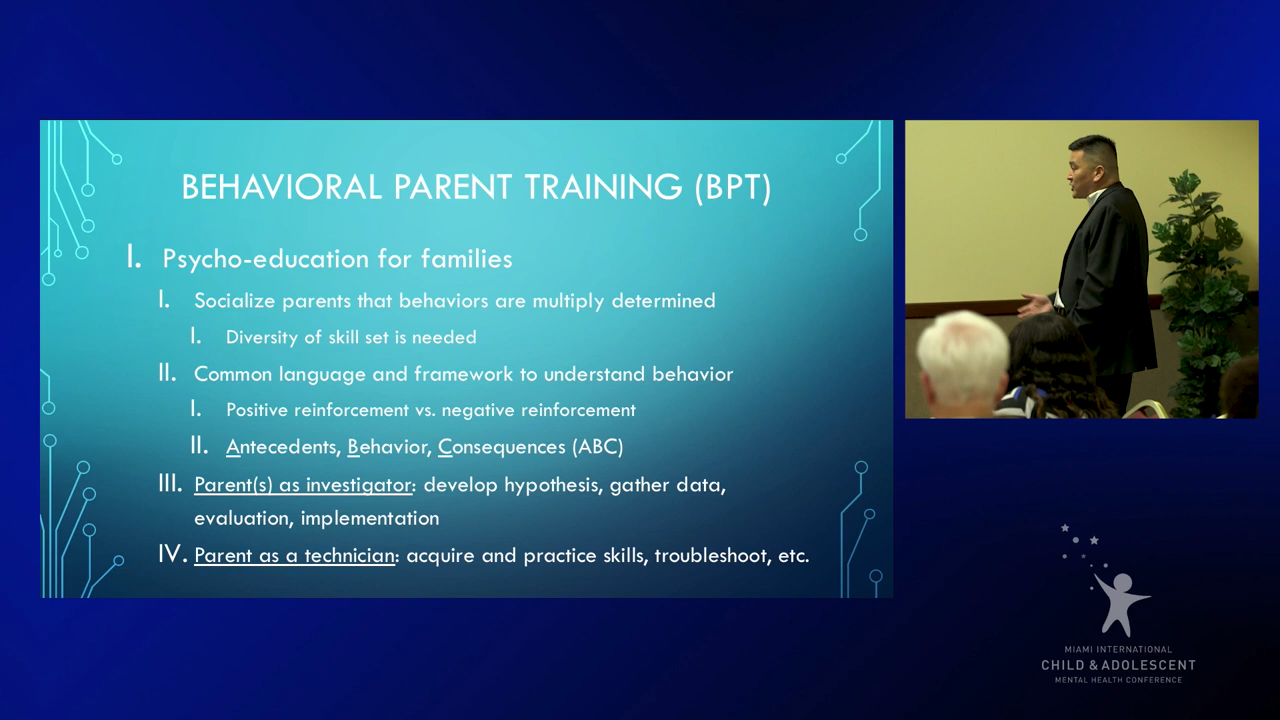 BEHAVIORAL PARENT TRAINING (BPT)
I. Psycho-education for families
I. Socialize parents that behaviors are multiply determined
I. Diversity of skill set is needed
II. Common language and framework to understand behavior
I. Positive reinforcement vs. negative reinforcement
II. Antecedents, Behavior, Consequences (ABC)
III. Parent(s) as investigator: develop hypothesis, gather data,
evaluation, implementation
IV. Parent as a technician: acquire and practice skills, troubleshoot, etc.
MIAMI INTERNATIONAL
CHILD & ADOLESCENT
MENTAL HEALTH CONFERENCE